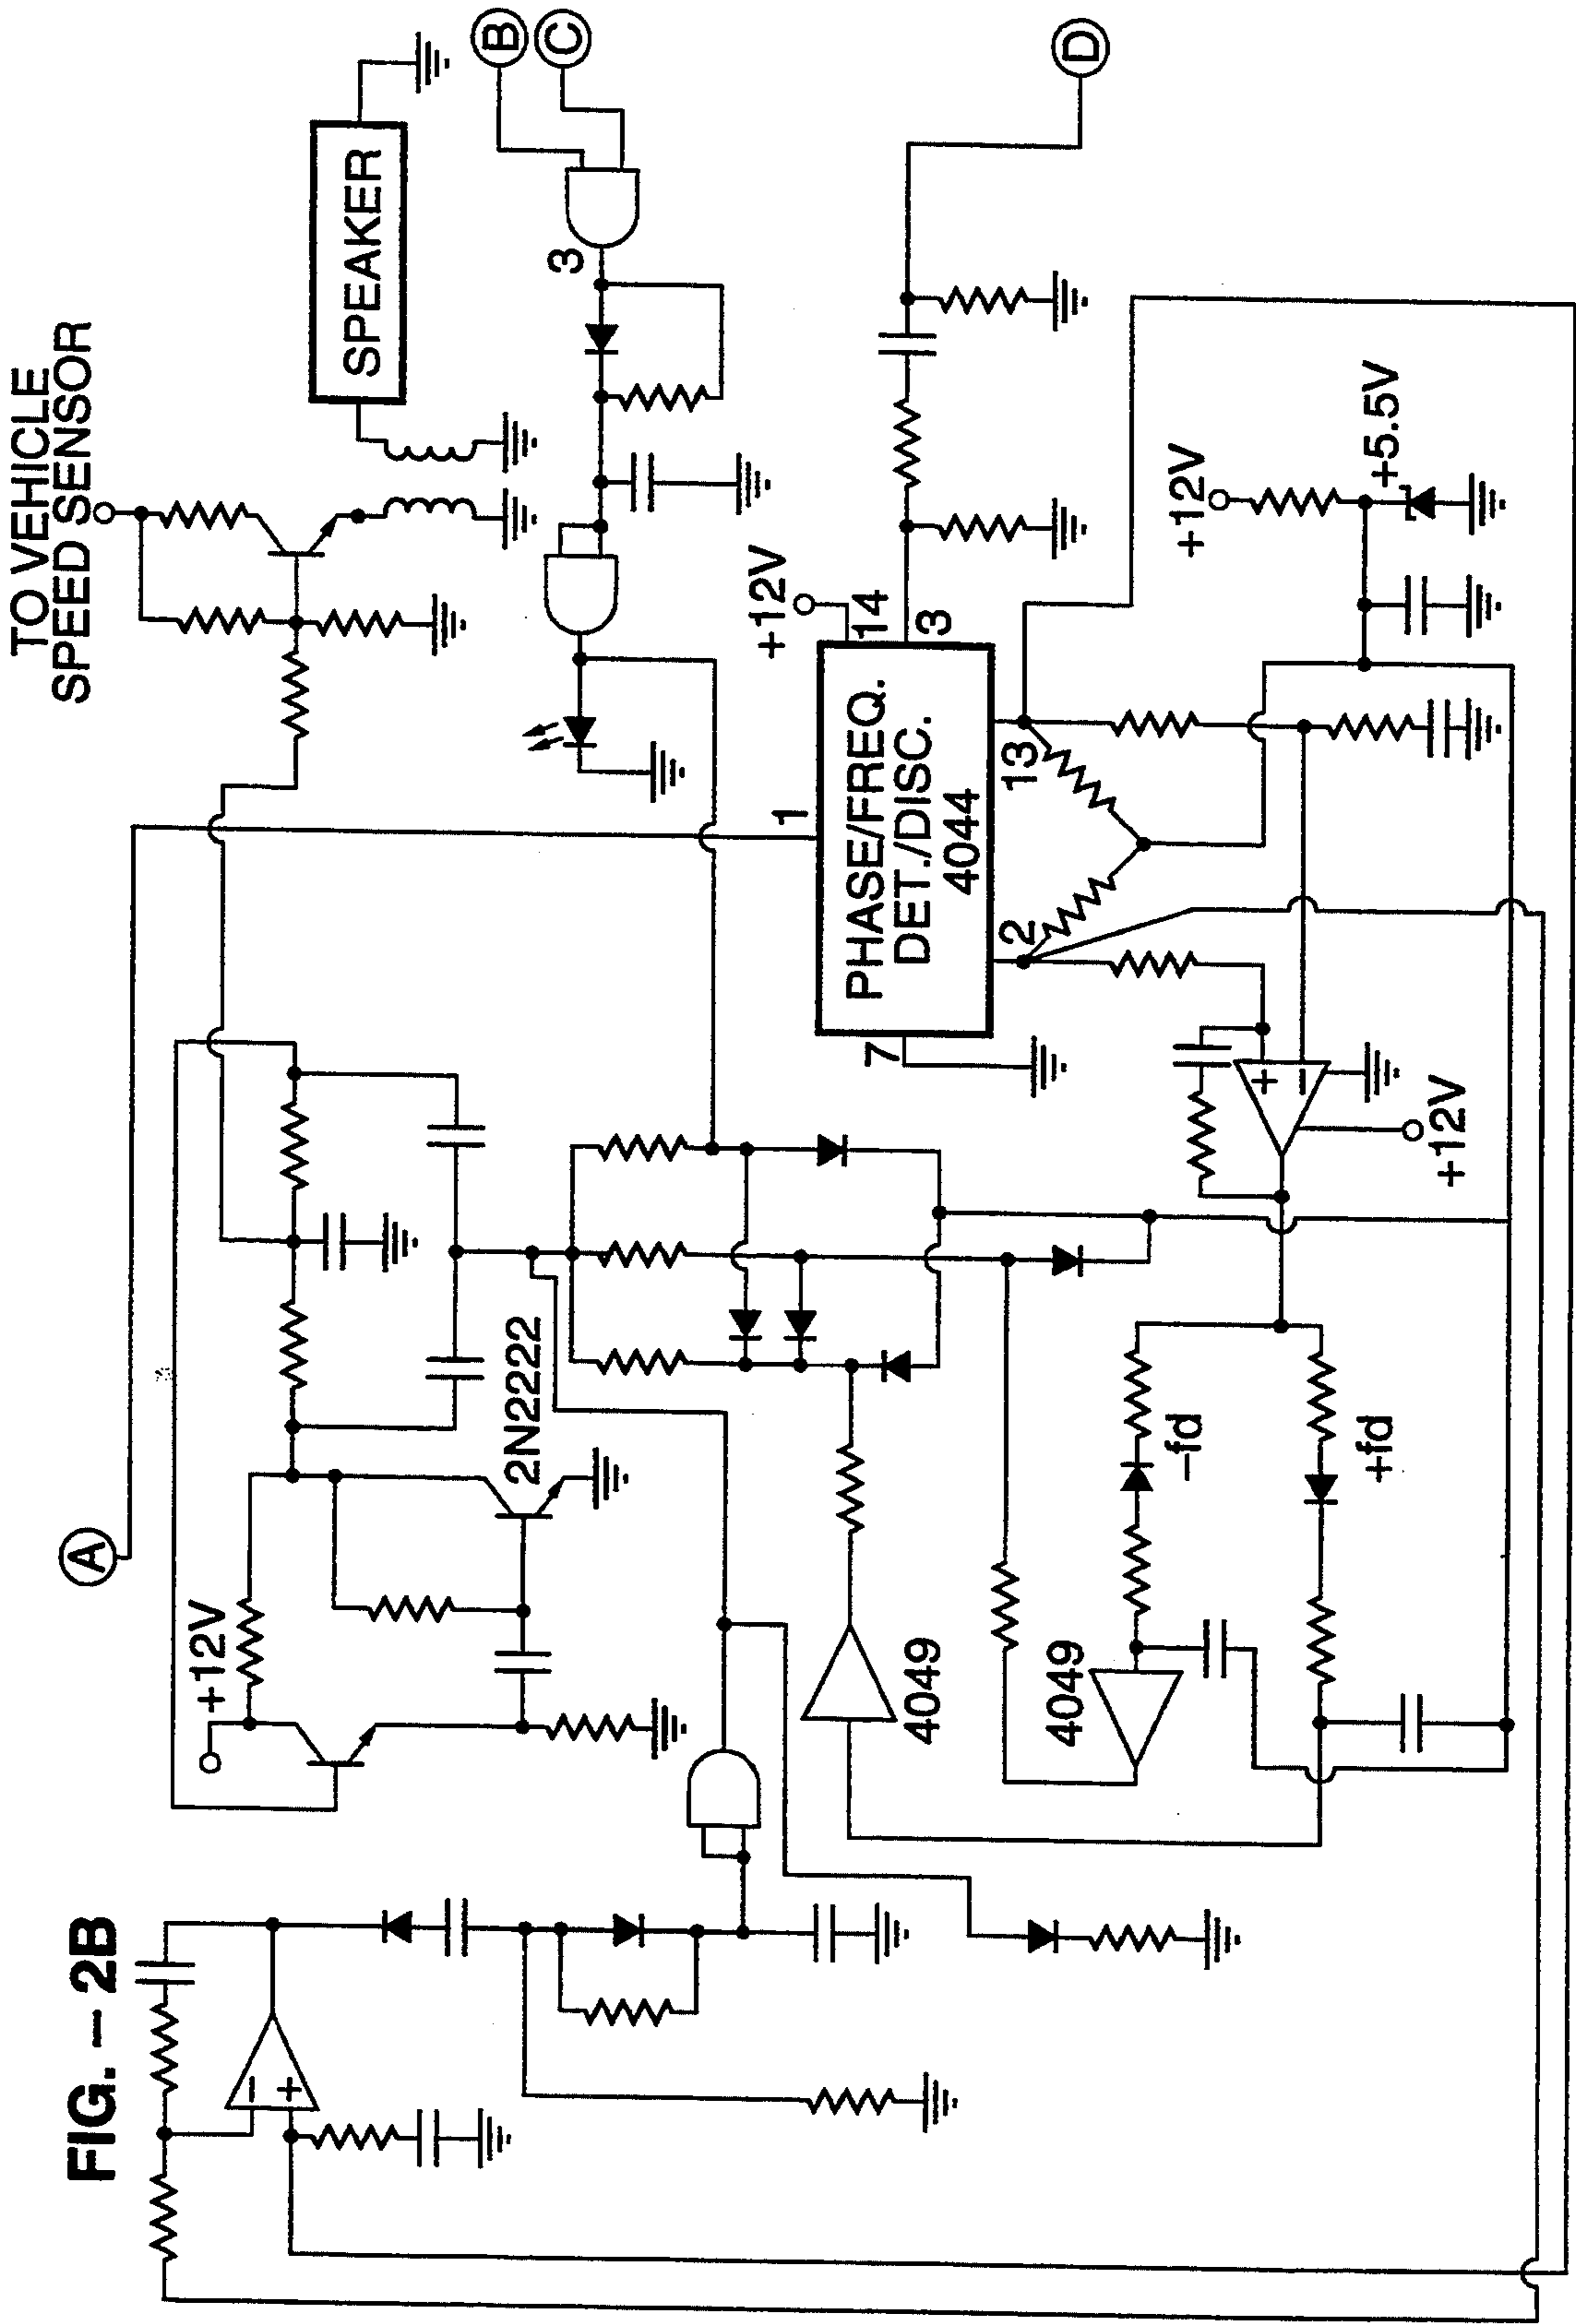 FIG. – 2B
A
TO VEHICLE
SPEED SENSOR
SPEAKER
B
C
3
+12V
2N2222
+12V
14
3
D
1
PHASE/FREQ.
DET./DISC.
4044
7
2
13
+12V
+5.5V
4049
4049
–fd
+fd
+
–
+12V
–
+